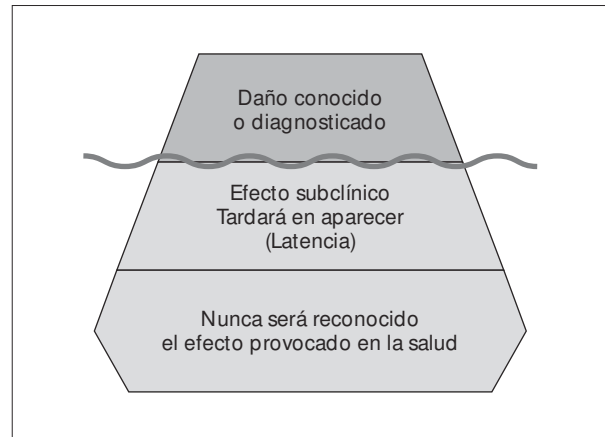 Daño conocido
o diagnosticado
Efecto subclínico
Tardará en aparecer
(Latencia)
Nunca será reconocido
el efecto provocado en la salud